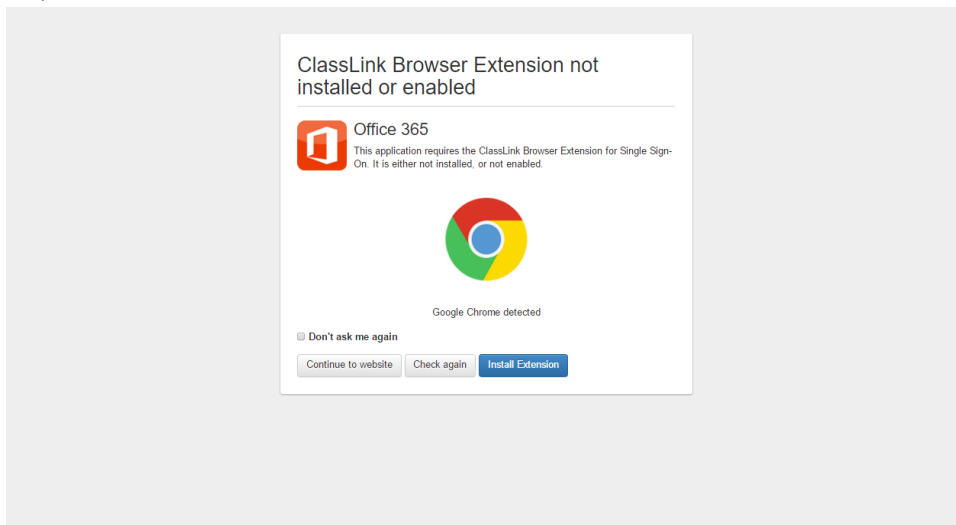 ClassLink Browser Extension not
installed or enabled
Office 365
This application requires the ClassLink Browser Extension for Single Sign-
On. It is either not installed, or not enabled.
Google Chrome detected
Don't ask me again
Continue to website
Check again
Install Extension